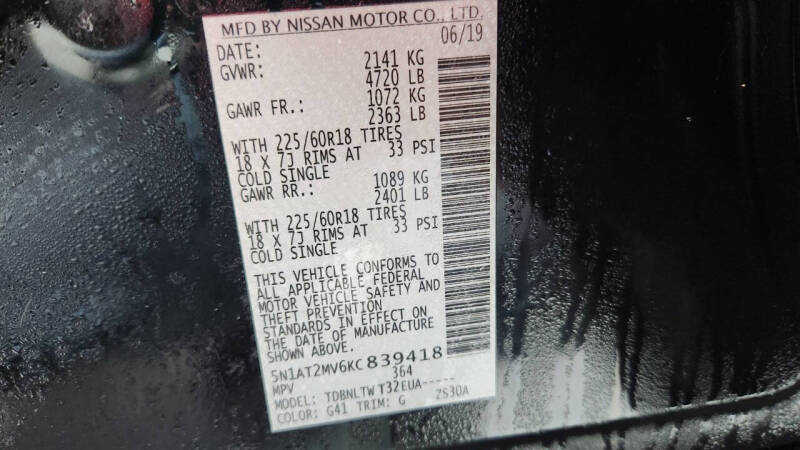 MFD BY NISSAN MOTOR CO., LTD.
DATE: 06/19
GVWR: 2141 KG
4720 LB
GAWR FR.: 1072 KG
2363 LB
WITH 225/60R18 TIRES
18 X 7J RIMS AT 33 PSI
COLD SINGLE
GAWR RR.: 1089 KG
2401 LB
WITH 225/60R18 TIRES
18 X 7J RIMS AT 33 PSI
COLD SINGLE
THIS VEHICLE CONFORMS TO
ALL APPLICABLE FEDERAL
MOTOR VEHICLE SAFETY AND
THEFT PREVENTION
STANDARDS IN EFFECT ON
THE DATE OF MANUFACTURE
SHOWN ABOVE.
5N1AT2MV6KC839418
MPV 364
MODEL: TDBNLTW T32EUA-----
COLOR: G41 TRIM: G ZS30A